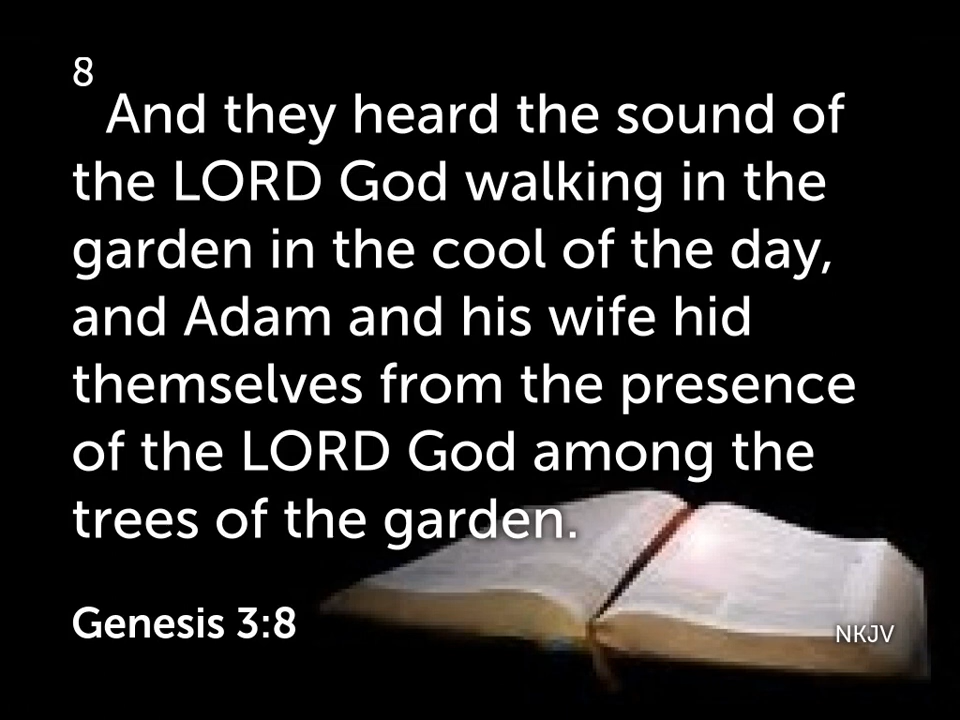 8
And they heard the sound of
the LORD God walking in the
garden in the cool of the day,
and Adam and his wife hid
themselves from the presence
of the LORD God among the
trees of the garden.
Genesis 3:8
NKJV